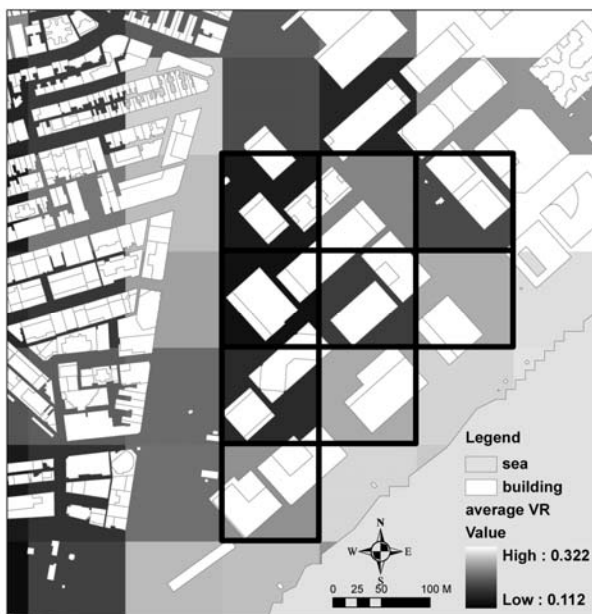 Legend
sea
building
average VR
Value
High : 0.322
Low : 0.112
N
W E
S
0 25 50 100 M